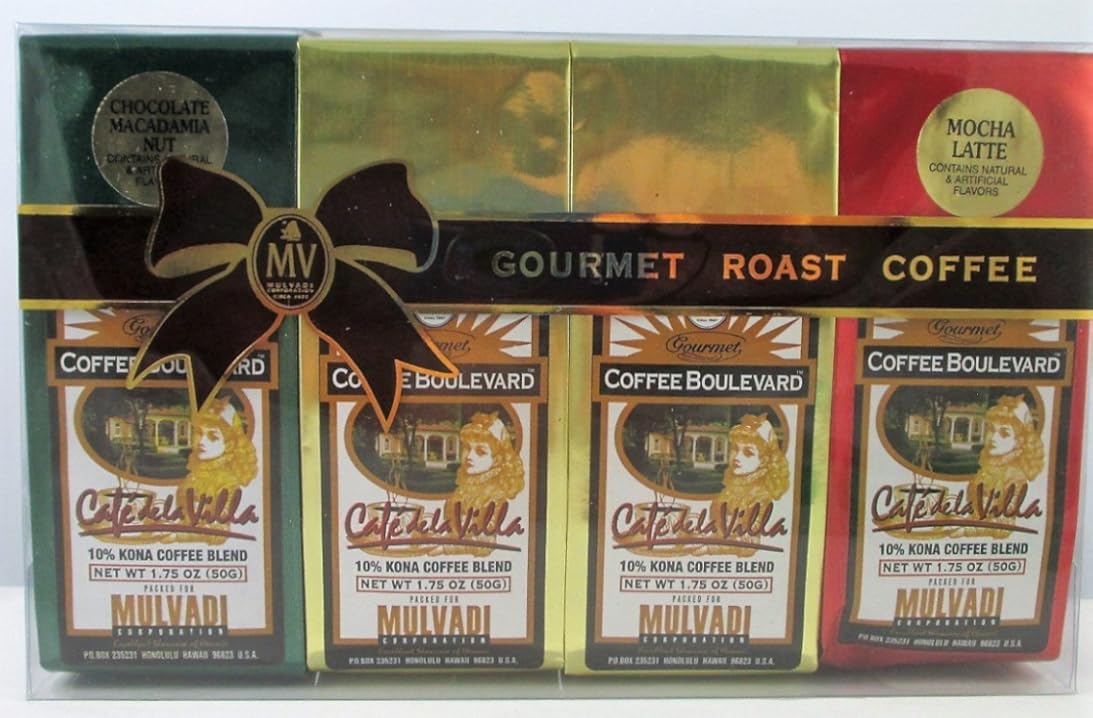 CHOCOLATE
MACADAMIA
NUT
MOCHA
LATTE
CONTAINS NATURAL
& ARTIFICIAL
FLAVORS
MV
MULVADI
CORPORATION
GOURMET ROAST COFFEE
COFFEE BOULEVARD™
Café de la Villa
10% KONA COFFEE BLEND
NET WT 1.75 OZ (50G)
PACKED FOR
MULVADI
CORPORATION
P.O.BOX 235231 HONOLULU HAWAII 96823 U.S.A.
Gourmet
COFFEE BOULEVARD™
Café de la Villa
10% KONA COFFEE BLEND
NET WT 1.75 OZ (50G)
PACKED FOR
MULVADI
CORPORATION
P.O.BOX 235231 HONOLULU HAWAII 96823 U.S.A.
Gourmet
COFFEE BOULEVARD™
Café de la Villa
10% KONA COFFEE BLEND
NET WT 1.75 OZ (50G)
PACKED FOR
MULVADI
CORPORATION
P.O.BOX 235231 HONOLULU HAWAII 96823 U.S.A.
Gourmet
COFFEE BOULEVARD™
Café de la Villa
10% KONA COFFEE BLEND
NET WT 1.75 OZ (50G)
PACKED FOR
MULVADI
CORPORATION
P.O.BOX 235231 HONOLULU HAWAII 96823 U.S.A.